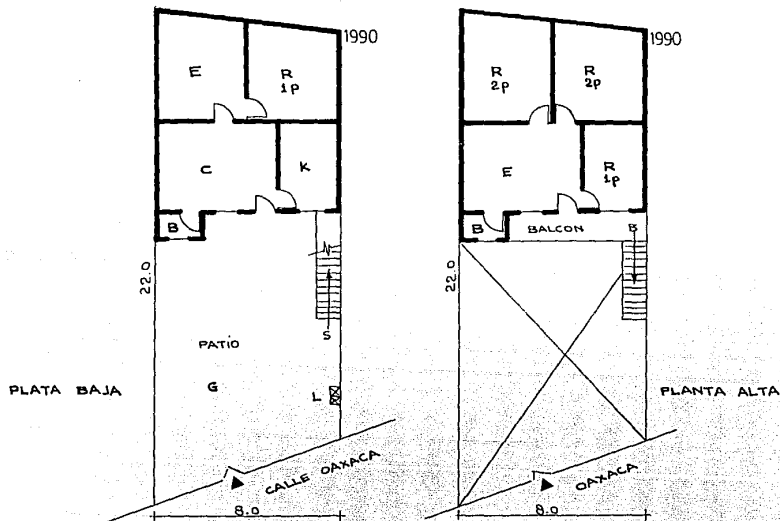 1990
E
R
1P
C
K
B
22.0
S
PATIO
G
L
PLATA BAJA
CALLE OAXACA
8.0
1990
R
2P
R
2P
E
R
1P
B
BALCON
B
22.0
PLANTA ALTA
OAXACA
8.0